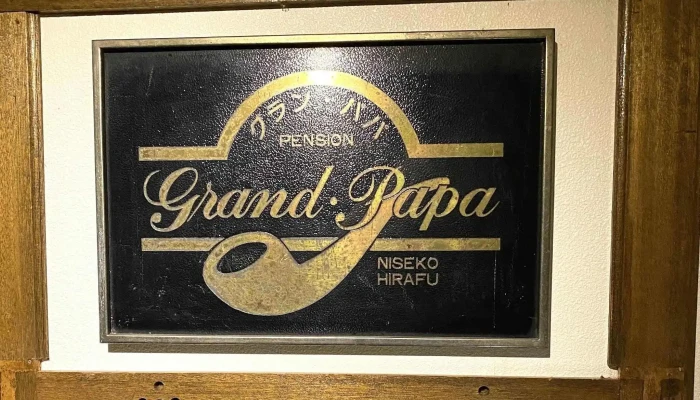 グラン・パパ
PENSION
Grand·Papa
NISEKO
HIRAFU